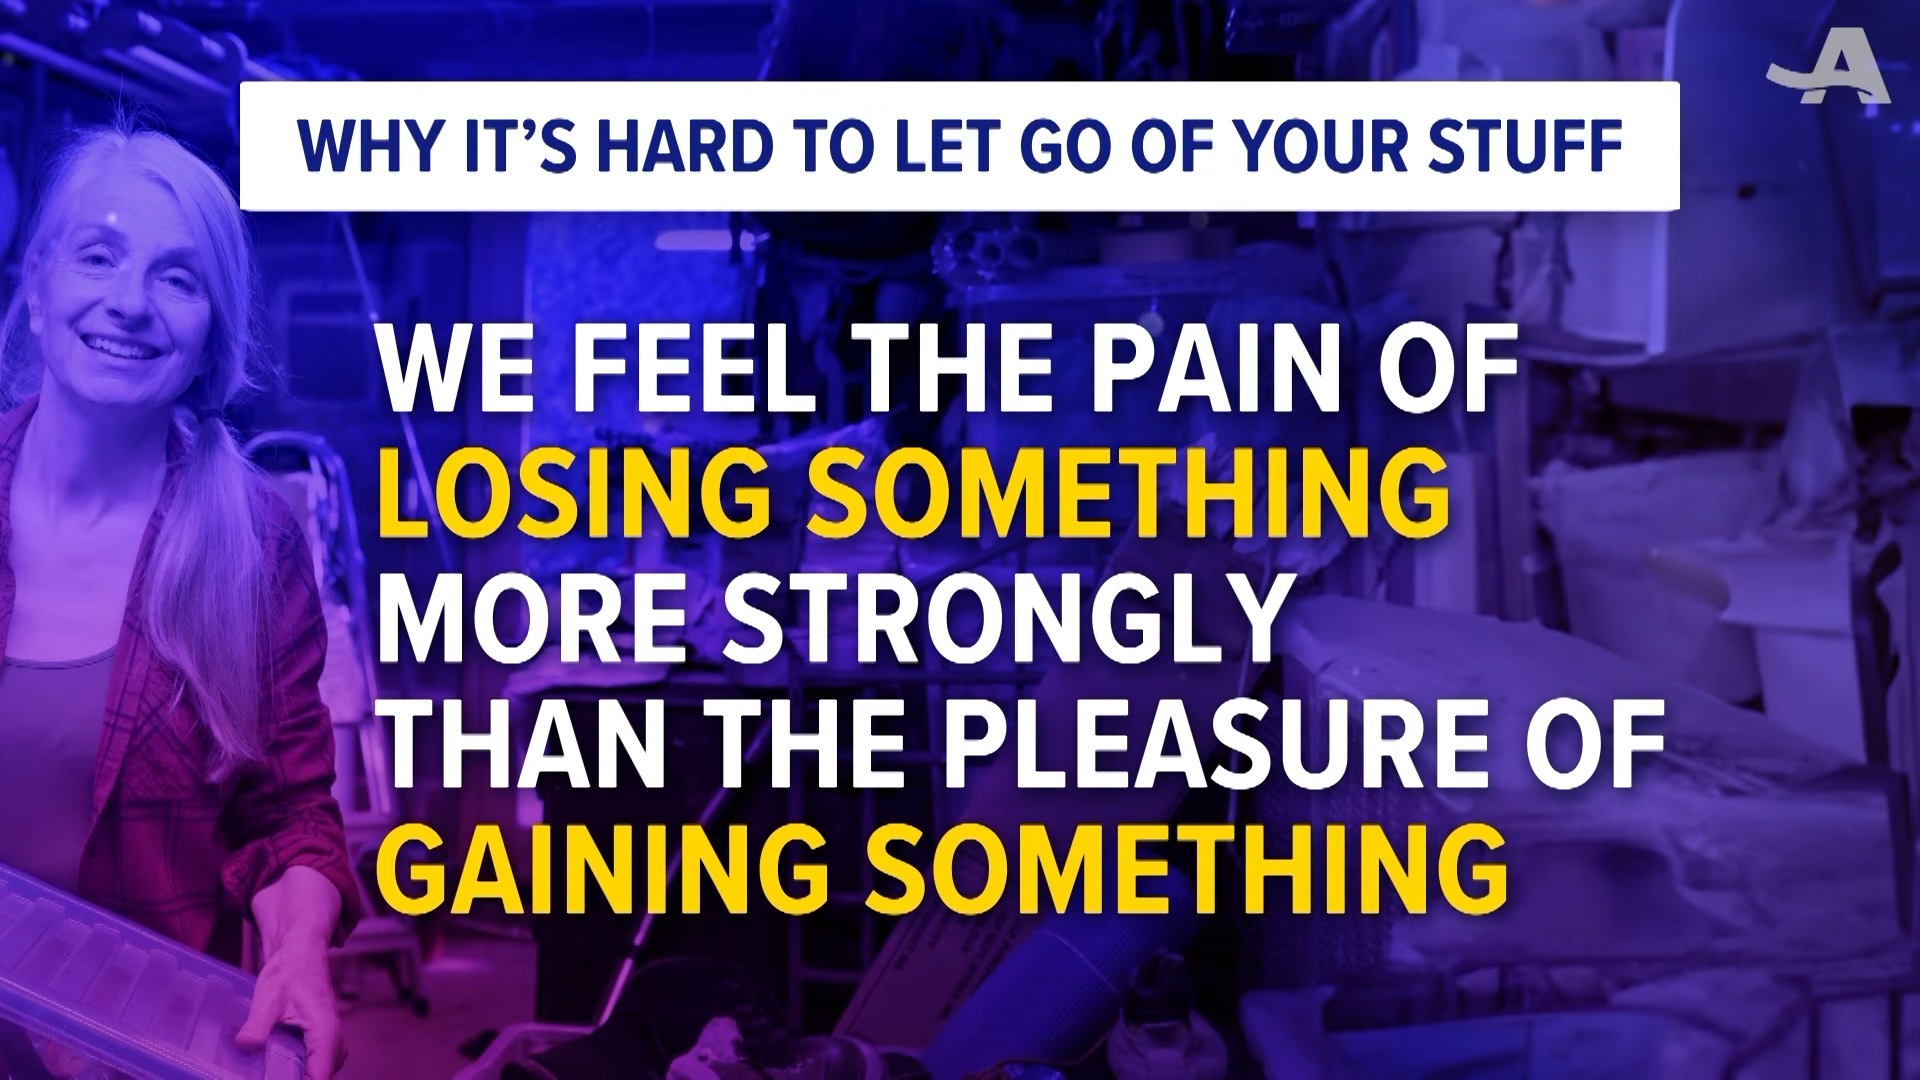 WHY IT'S HARD TO LET GO OF YOUR STUFF
WE FEEL THE PAIN OF
LOSING SOMETHING
MORE STRONGLY
THAN THE PLEASURE OF
GAINING SOMETHING